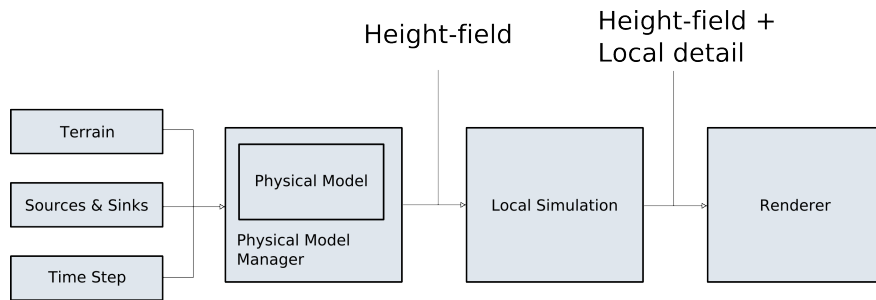 Height-field
Height-field +
Local detail
Terrain
Sources & Sinks
Time Step
Physical Model
Physical Model
Manager
Local Simulation
Renderer